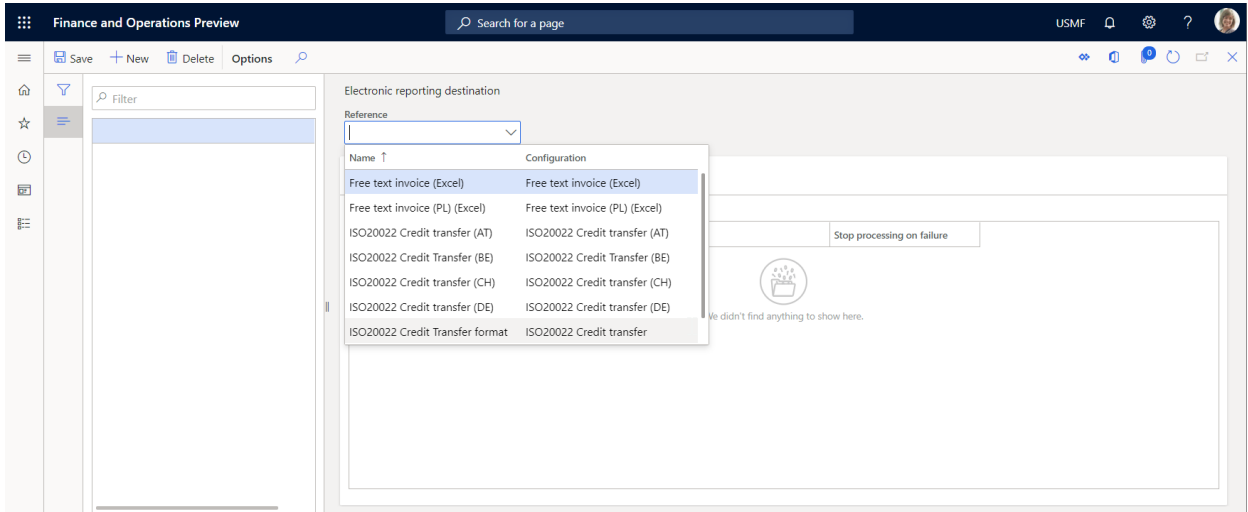 Finance and Operations Preview
Search for a page
USMF
?
Save
New
Delete
Options
0
Filter
Electronic reporting destination
Reference
Name ↑ Configuration
Free text invoice (Excel) Free text invoice (Excel)
Free text invoice (PL) (Excel) Free text invoice (PL) (Excel)
ISO20022 Credit transfer (AT) ISO20022 Credit transfer (AT)
ISO20022 Credit Transfer (BE) ISO20022 Credit Transfer (BE)
ISO20022 Credit transfer (CH) ISO20022 Credit transfer (CH)
ISO20022 Credit transfer (DE) ISO20022 Credit transfer (DE)
ISO20022 Credit Transfer format ISO20022 Credit transfer
Stop processing on failure
didn't find anything to show here.